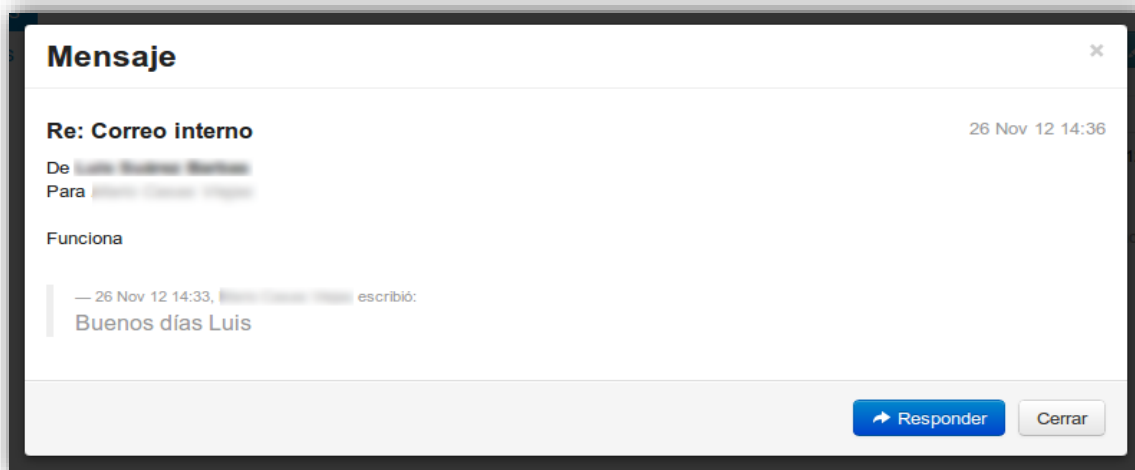 Mensaje
×
Re: Correo interno
26 Nov 12 14:36
De
Para
Funciona
— 26 Nov 12 14:33, escribió:
Buenos días Luis
Responder
Cerrar